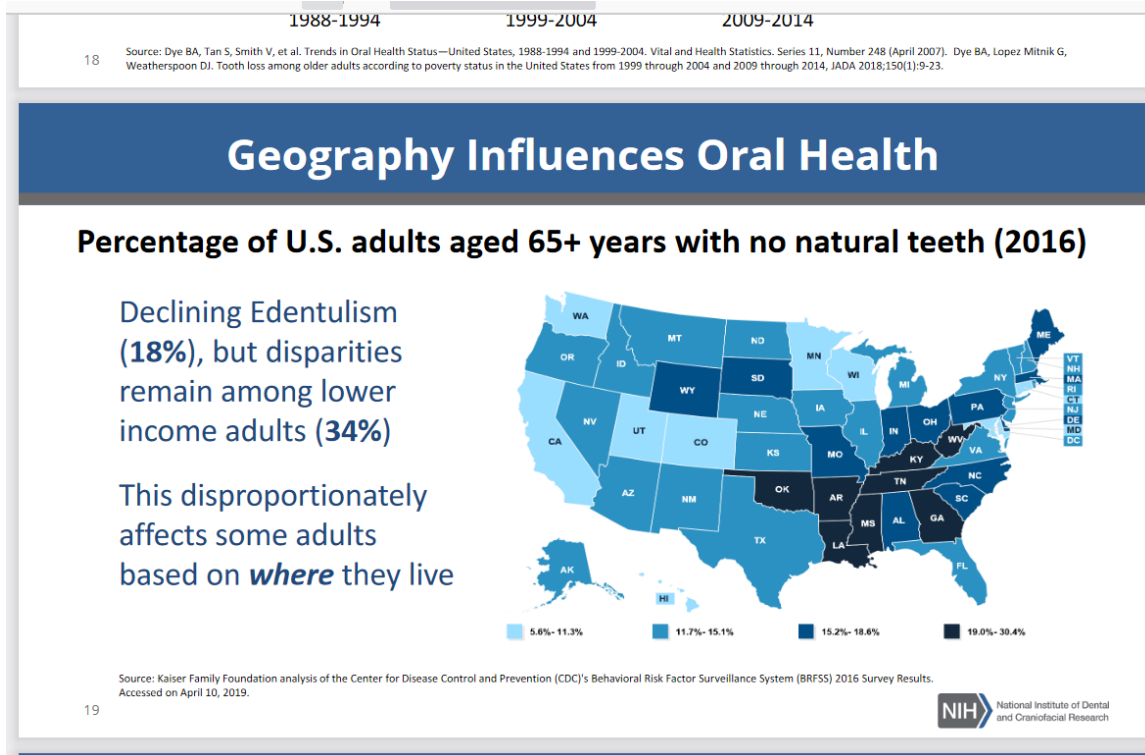 1988-1994 1999-2004 2009-2014
18
Source: Dye BA, Tan S, Smith V, et al. Trends in Oral Health Status—United States, 1988-1994 and 1999-2004. Vital and Health Statistics. Series 11, Number 248 (April 2007). Dye BA, Lopez Mitnik G,
Weatherspoon DJ. Tooth loss among older adults according to poverty status in the United States from 1999 through 2004 and 2009 through 2014, JADA 2018;150(1):9-23.
Geography Influences Oral Health
Percentage of U.S. adults aged 65+ years with no natural teeth (2016)
Declining Edentulism
(18%), but disparities
remain among lower
income adults (34%)
This disproportionately
affects some adults
based on where they live
WA
MT
ND
MN
ME
OR
ID
WY
SD
WI
MI
NY
VT
NH
MA
RI
CT
NJ
DE
MD
DC
NV
UT
CO
NE
IA
IL
IN
OH
PA
CA
KS
MO
KY
WV
VA
AZ
NM
OK
AR
TN
NC
SC
TX
LA
MS
AL
GA
FL
AK
HI
5.6%- 11.3% 11.7%- 15.1% 15.2%- 18.6% 19.0%- 30.4%
Source: Kaiser Family Foundation analysis of the Center for Disease Control and Prevention (CDC)'s Behavioral Risk Factor Surveillance System (BRFSS) 2016 Survey Results.
Accessed on April 10, 2019.
19
NIH National Institute of Dental
and Craniofacial Research